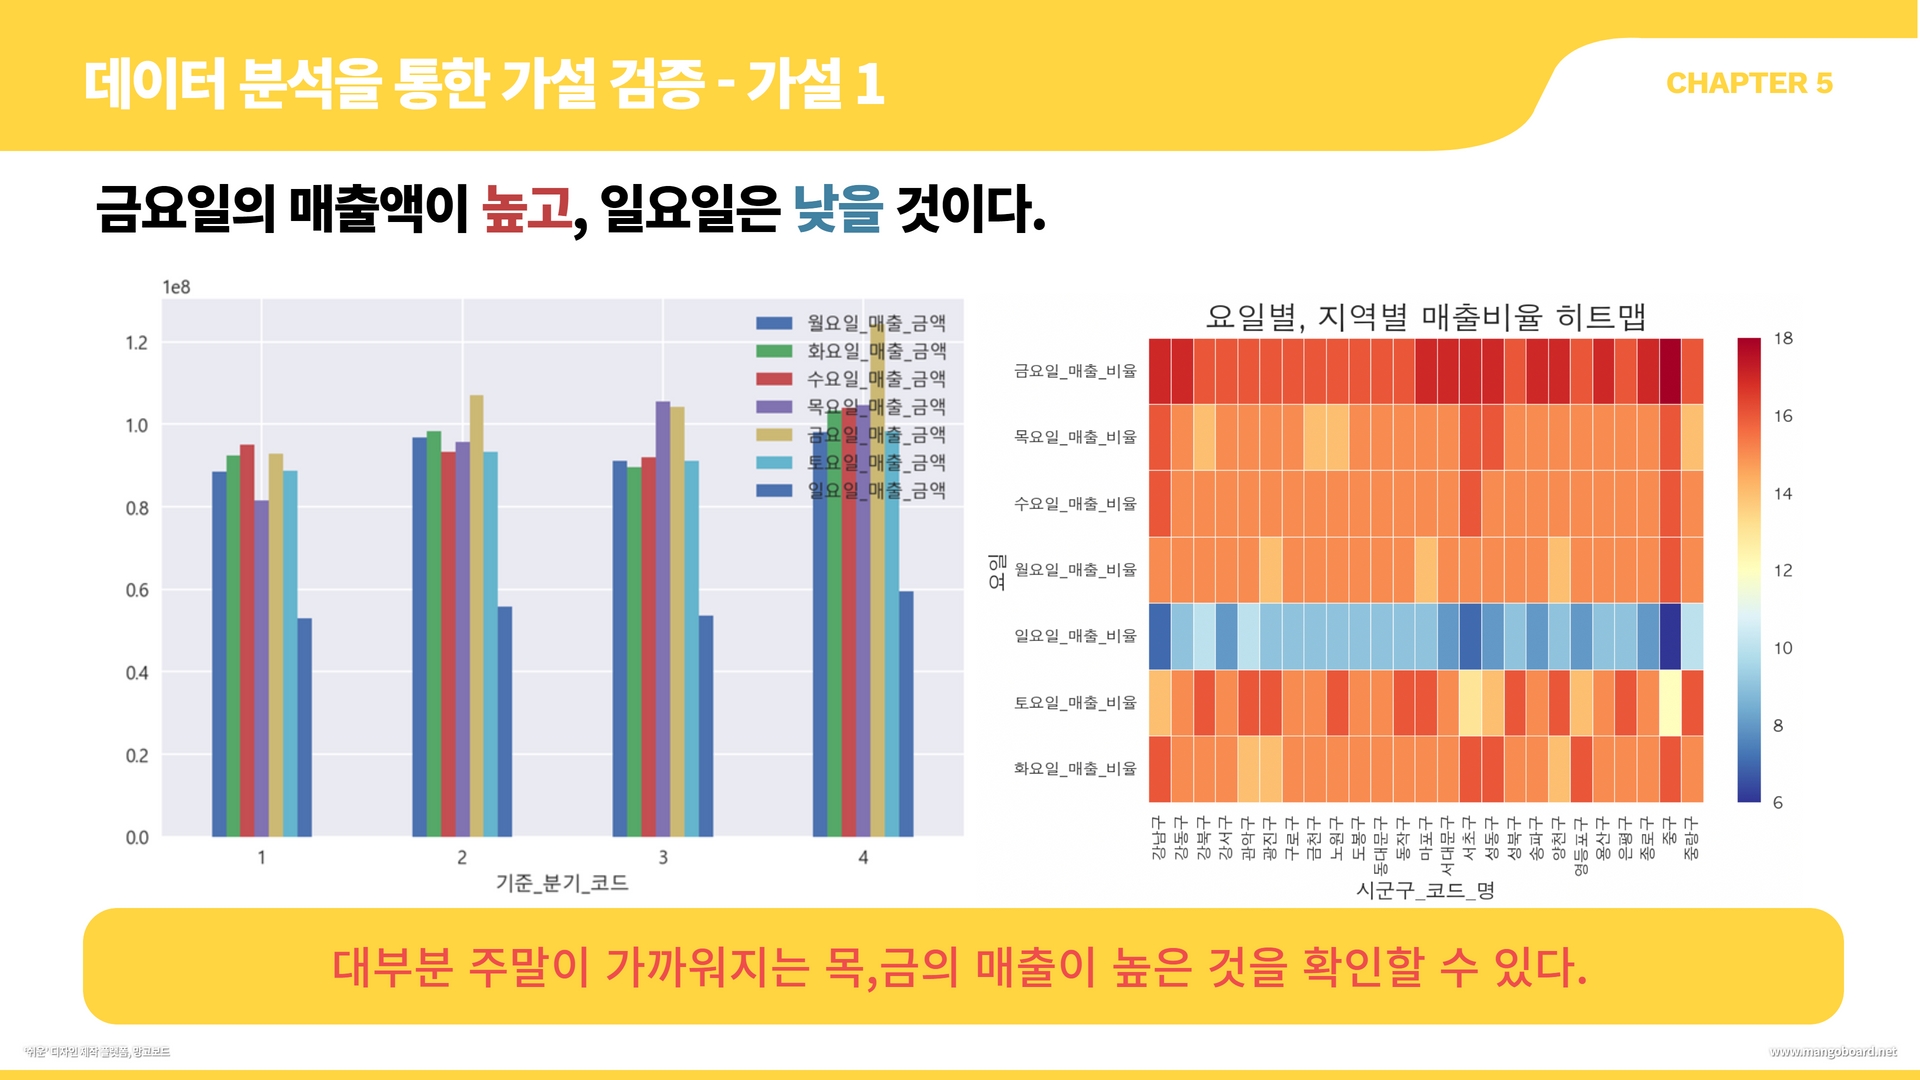 데이터 분석을 통한 가설 검증 - 가설 1
CHAPTER 5
금요일의 매출액이 높고, 일요일은 낮을 것이다.
1e8
1.2
1.0
0.8
0.6
0.4
0.2
0.0
월요일_매출_금액
화요일_매출_금액
수요일_매출_금액
목요일_매출_금액
금요일_매출_금액
토요일_매출_금액
일요일_매출_금액
1 2 3 4
기준_분기_코드
요일별, 지역별 매출비율 히트맵
요일
금요일_매출_비율
목요일_매출_비율
수요일_매출_비율
월요일_매출_비율
일요일_매출_비율
토요일_매출_비율
화요일_매출_비율
18
16
14
12
10
8
6
강남구
강동구
강북구
강서구
관악구
광진구
구로구
금천구
노원구
도봉구
동대문구
동작구
마포구
서대문구
서초구
성동구
성북구
송파구
양천구
영등포구
용산구
은평구
종로구
중구
중랑구
시군구_코드_명
대부분 주말이 가까워지는 목,금의 매출이 높은 것을 확인할 수 있다.
'쉬운' 디자인 제작 플랫폼, 망고보드
www.mangoboard.net